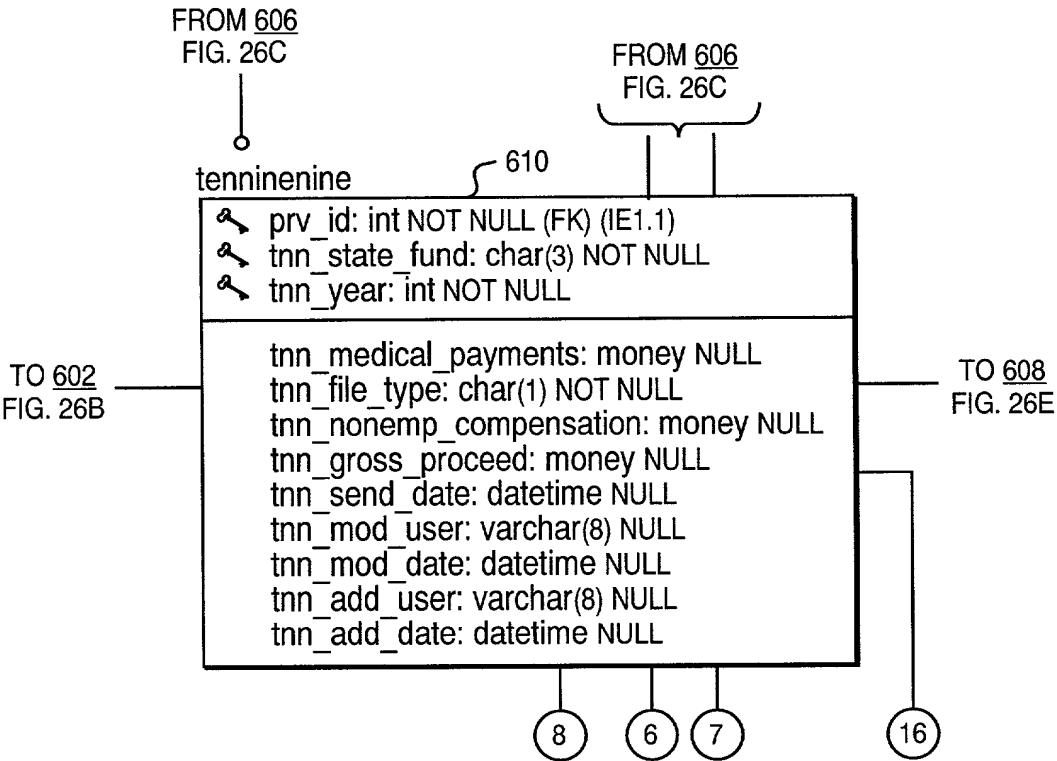 FROM 606
FIG. 26C
FROM 606
FIG. 26C
tenninenine
610
prv_id: int NOT NULL (FK) (IE1.1)
tnn_state_fund: char(3) NOT NULL
tnn_year: int NOT NULL
tnn_medical_payments: money NULL
tnn_file_type: char(1) NOT NULL
tnn_nonemp_compensation: money NULL
tnn_gross_proceed: money NULL
tnn_send_date: datetime NULL
tnn_mod_user: varchar(8) NULL
tnn_mod_date: datetime NULL
tnn_add_user: varchar(8) NULL
tnn_add_date: datetime NULL
TO 602
FIG. 26B
TO 608
FIG. 26E
8
6
7
16